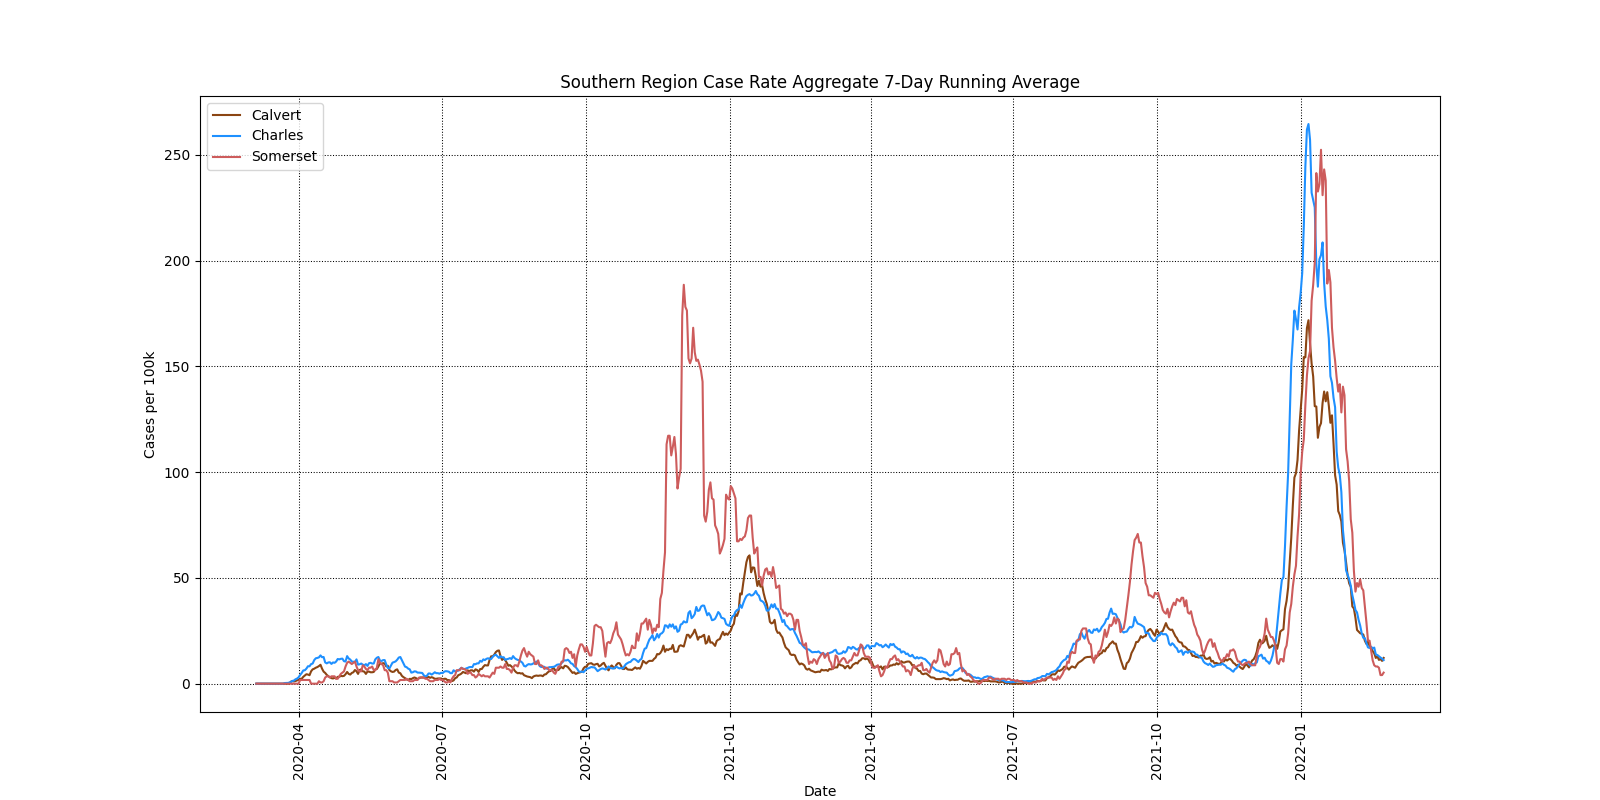 Southern Region Case Rate Aggregate 7-Day Running Average
Calvert
Charles
Somerset
250
200
150
100
50
0
Cases per 100k
2020-04
2020-07
2020-10
2021-01
2021-04
2021-07
2021-10
2022-01
Date